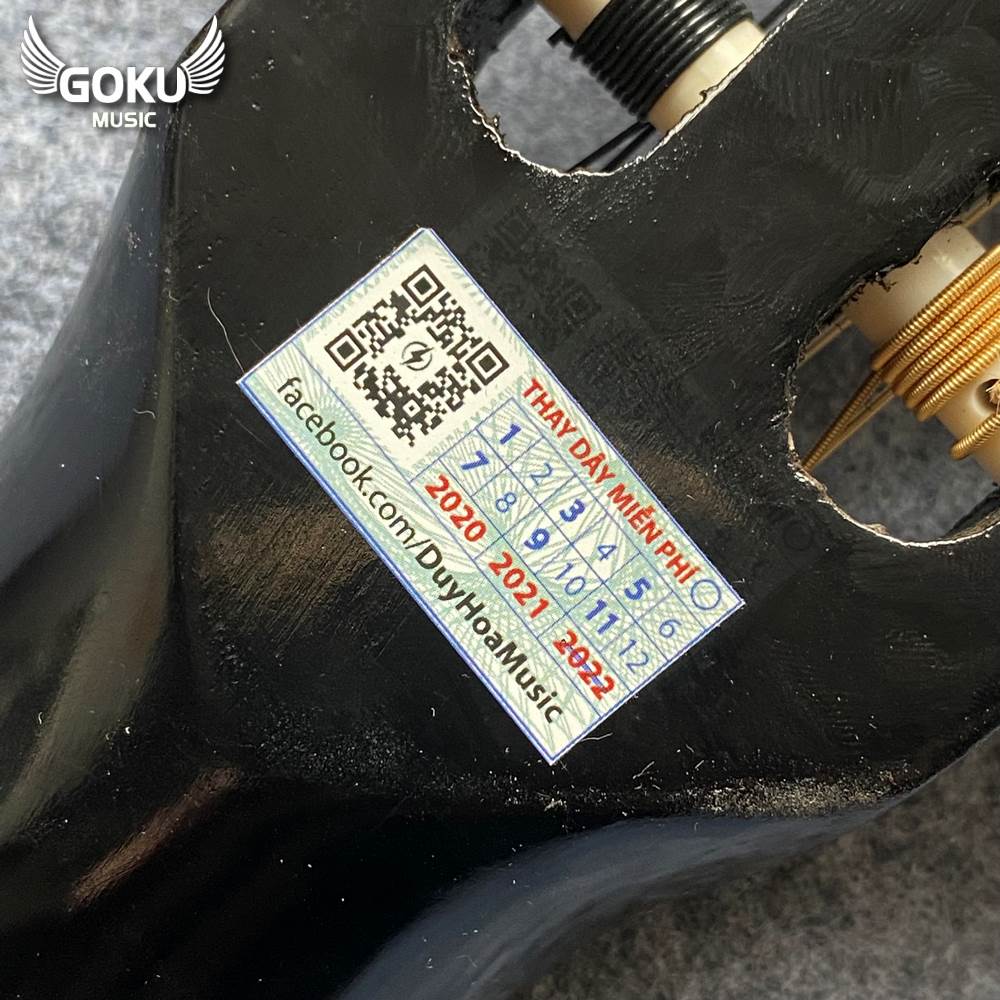 GOKU
MUSIC
THAY DÂY MIỄN PHÍ
1 2 3 4 5 6
7 8 9 10 11 12
2020 2021 2022
facebook.com/DuyHoaMusic